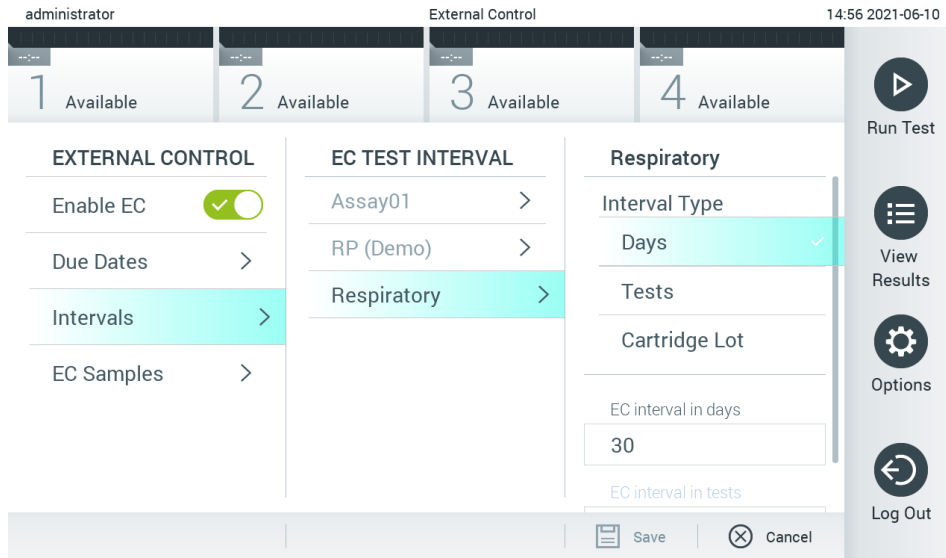 administrator
External Control
14:56 2021-06-10
--:--
1 Available
--:--
2 Available
--:--
3 Available
--:--
4 Available
EXTERNAL CONTROL
Enable EC
Due Dates
Intervals
EC Samples
EC TEST INTERVAL
Assay01
RP (Demo)
Respiratory
Respiratory
Interval Type
Days
Tests
Cartridge Lot
EC interval in days
30
EC interval in tests
Save
Cancel
Run Test
View
Results
Options
Log Out